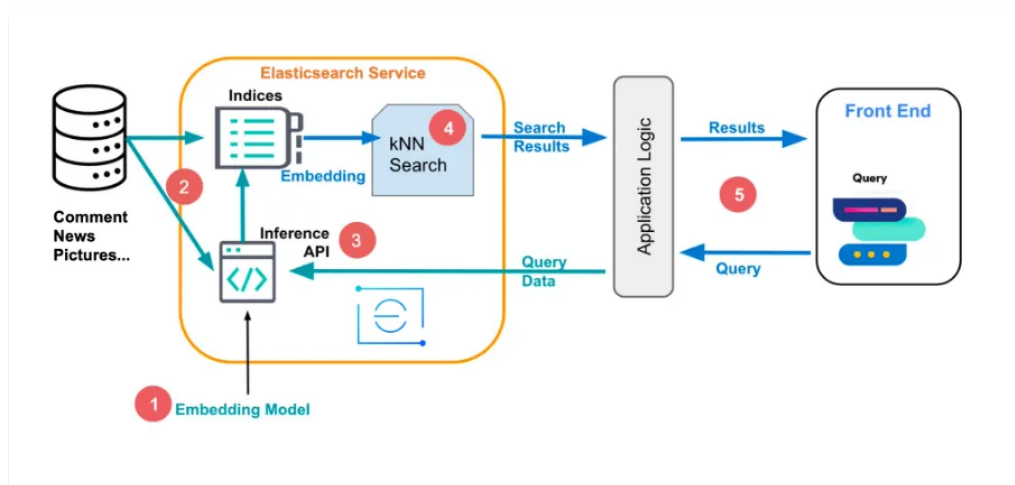 Elasticsearch Service
Indices
Embedding
4
kNN
Search
Search
Results
Application Logic
Results
Front End
Query
5
Query
2
Comment
News
Pictures...
Inference
API
3
Query
Data
1
Embedding Model